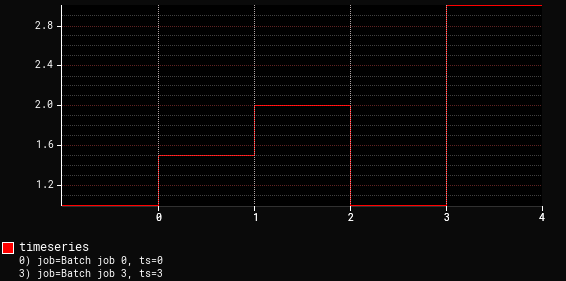 2.8
2.4
2.0
1.6
1.2
0 1 2 3 4
timeseries
0) job=Batch job 0, ts=0
3) job=Batch job 3, ts=3